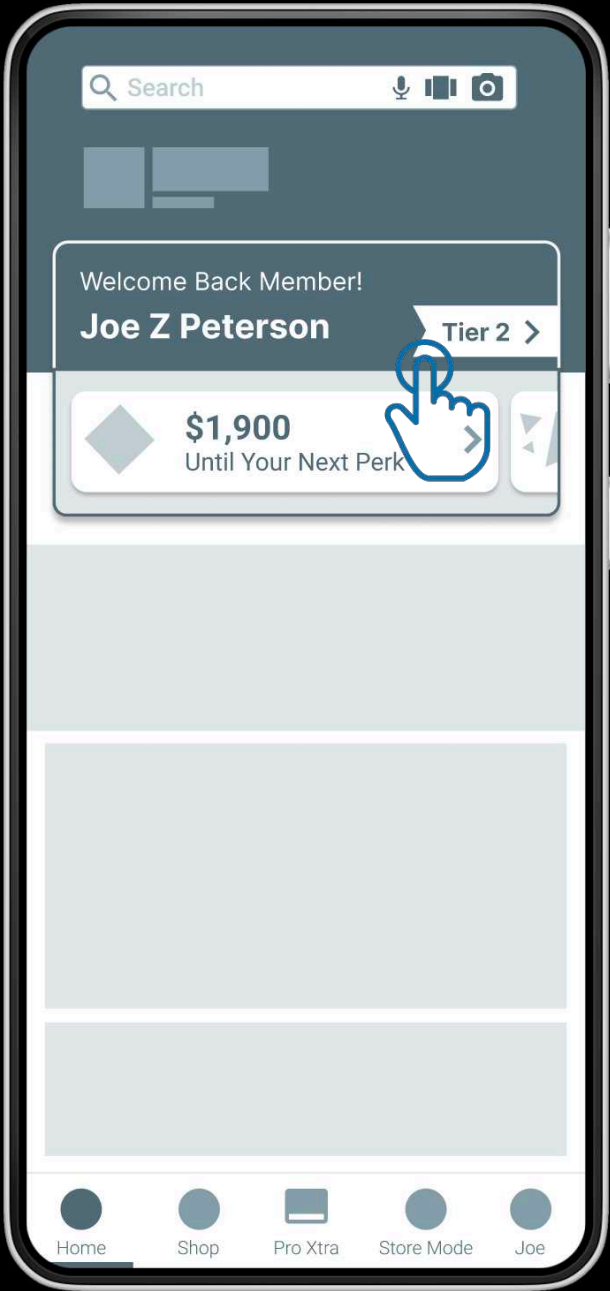 Search
Welcome Back Member!
Joe Z Peterson
Tier 2
$1,900
Until Your Next Perk
Home
Shop
Pro Xtra
Store Mode
Joe